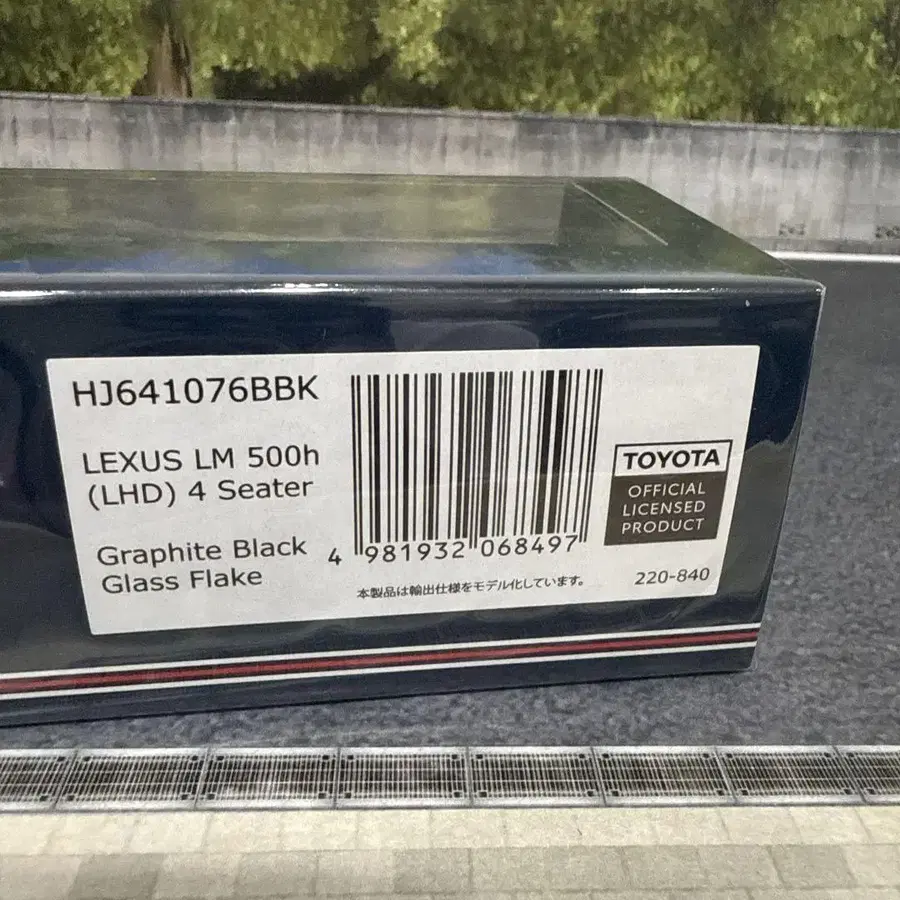 HJ641076BBK
LEXUS LM 500h
(LHD) 4 Seater
Graphite Black
Glass Flake
4 981932 068497
本製品は輸出仕様をモデル化しています。
TOYOTA
OFFICIAL
LICENSED
PRODUCT
220-840